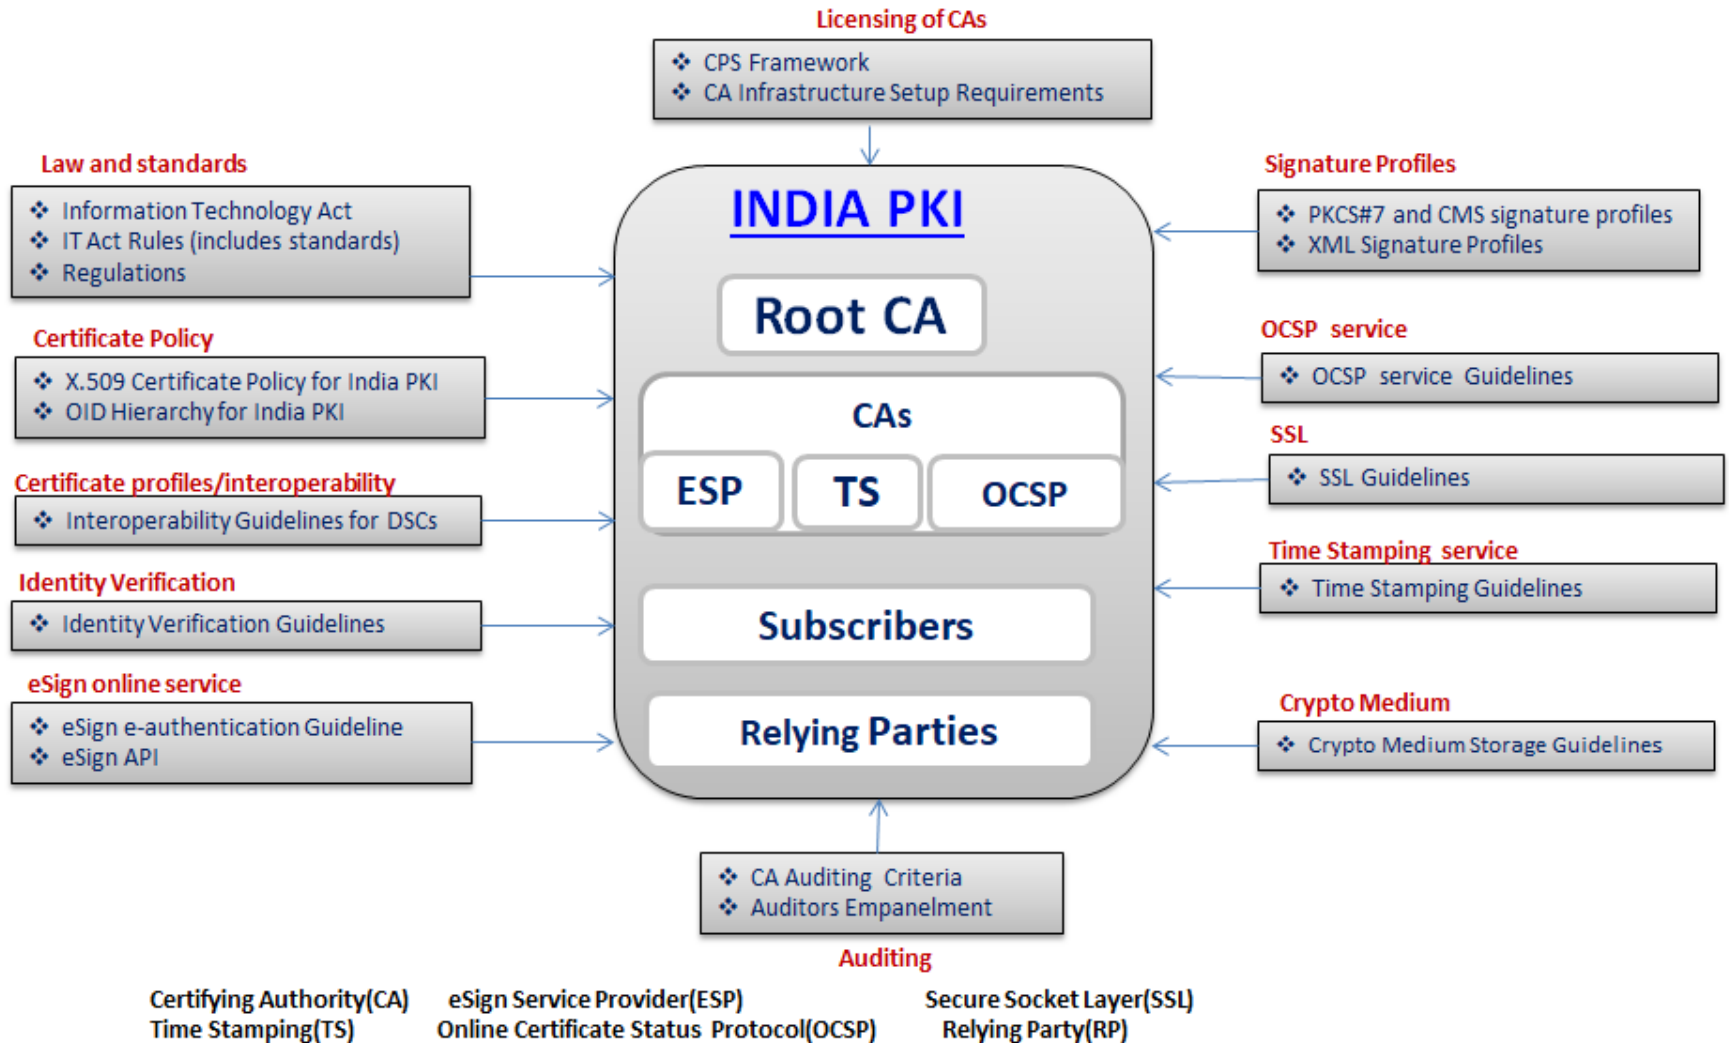 Licensing of CAs
❖ CPS Framework
❖ CA Infrastructure Setup Requirements
Law and standards
❖ Information Technology Act
❖ IT Act Rules (includes standards)
❖ Regulations
Certificate Policy
❖ X.509 Certificate Policy for India PKI
❖ OID Hierarchy for India PKI
Certificate profiles/interoperability
❖ Interoperability Guidelines for DSCs
Identity Verification
❖ Identity Verification Guidelines
eSign online service
❖ eSign e-authentication Guideline
❖ eSign API
INDIA PKI
Root CA
CAs
ESP TS OCSP
Subscribers
Relying Parties
Signature Profiles
❖ PKCS#7 and CMS signature profiles
❖ XML Signature Profiles
OCSP service
❖ OCSP service Guidelines
SSL
❖ SSL Guidelines
Time Stamping service
❖ Time Stamping Guidelines
Crypto Medium
❖ Crypto Medium Storage Guidelines
❖ CA Auditing Criteria
❖ Auditors Empanelment
Auditing
Certifying Authority(CA) eSign Service Provider(ESP) Secure Socket Layer(SSL)
Time Stamping(TS) Online Certificate Status Protocol(OCSP) Relying Party(RP)